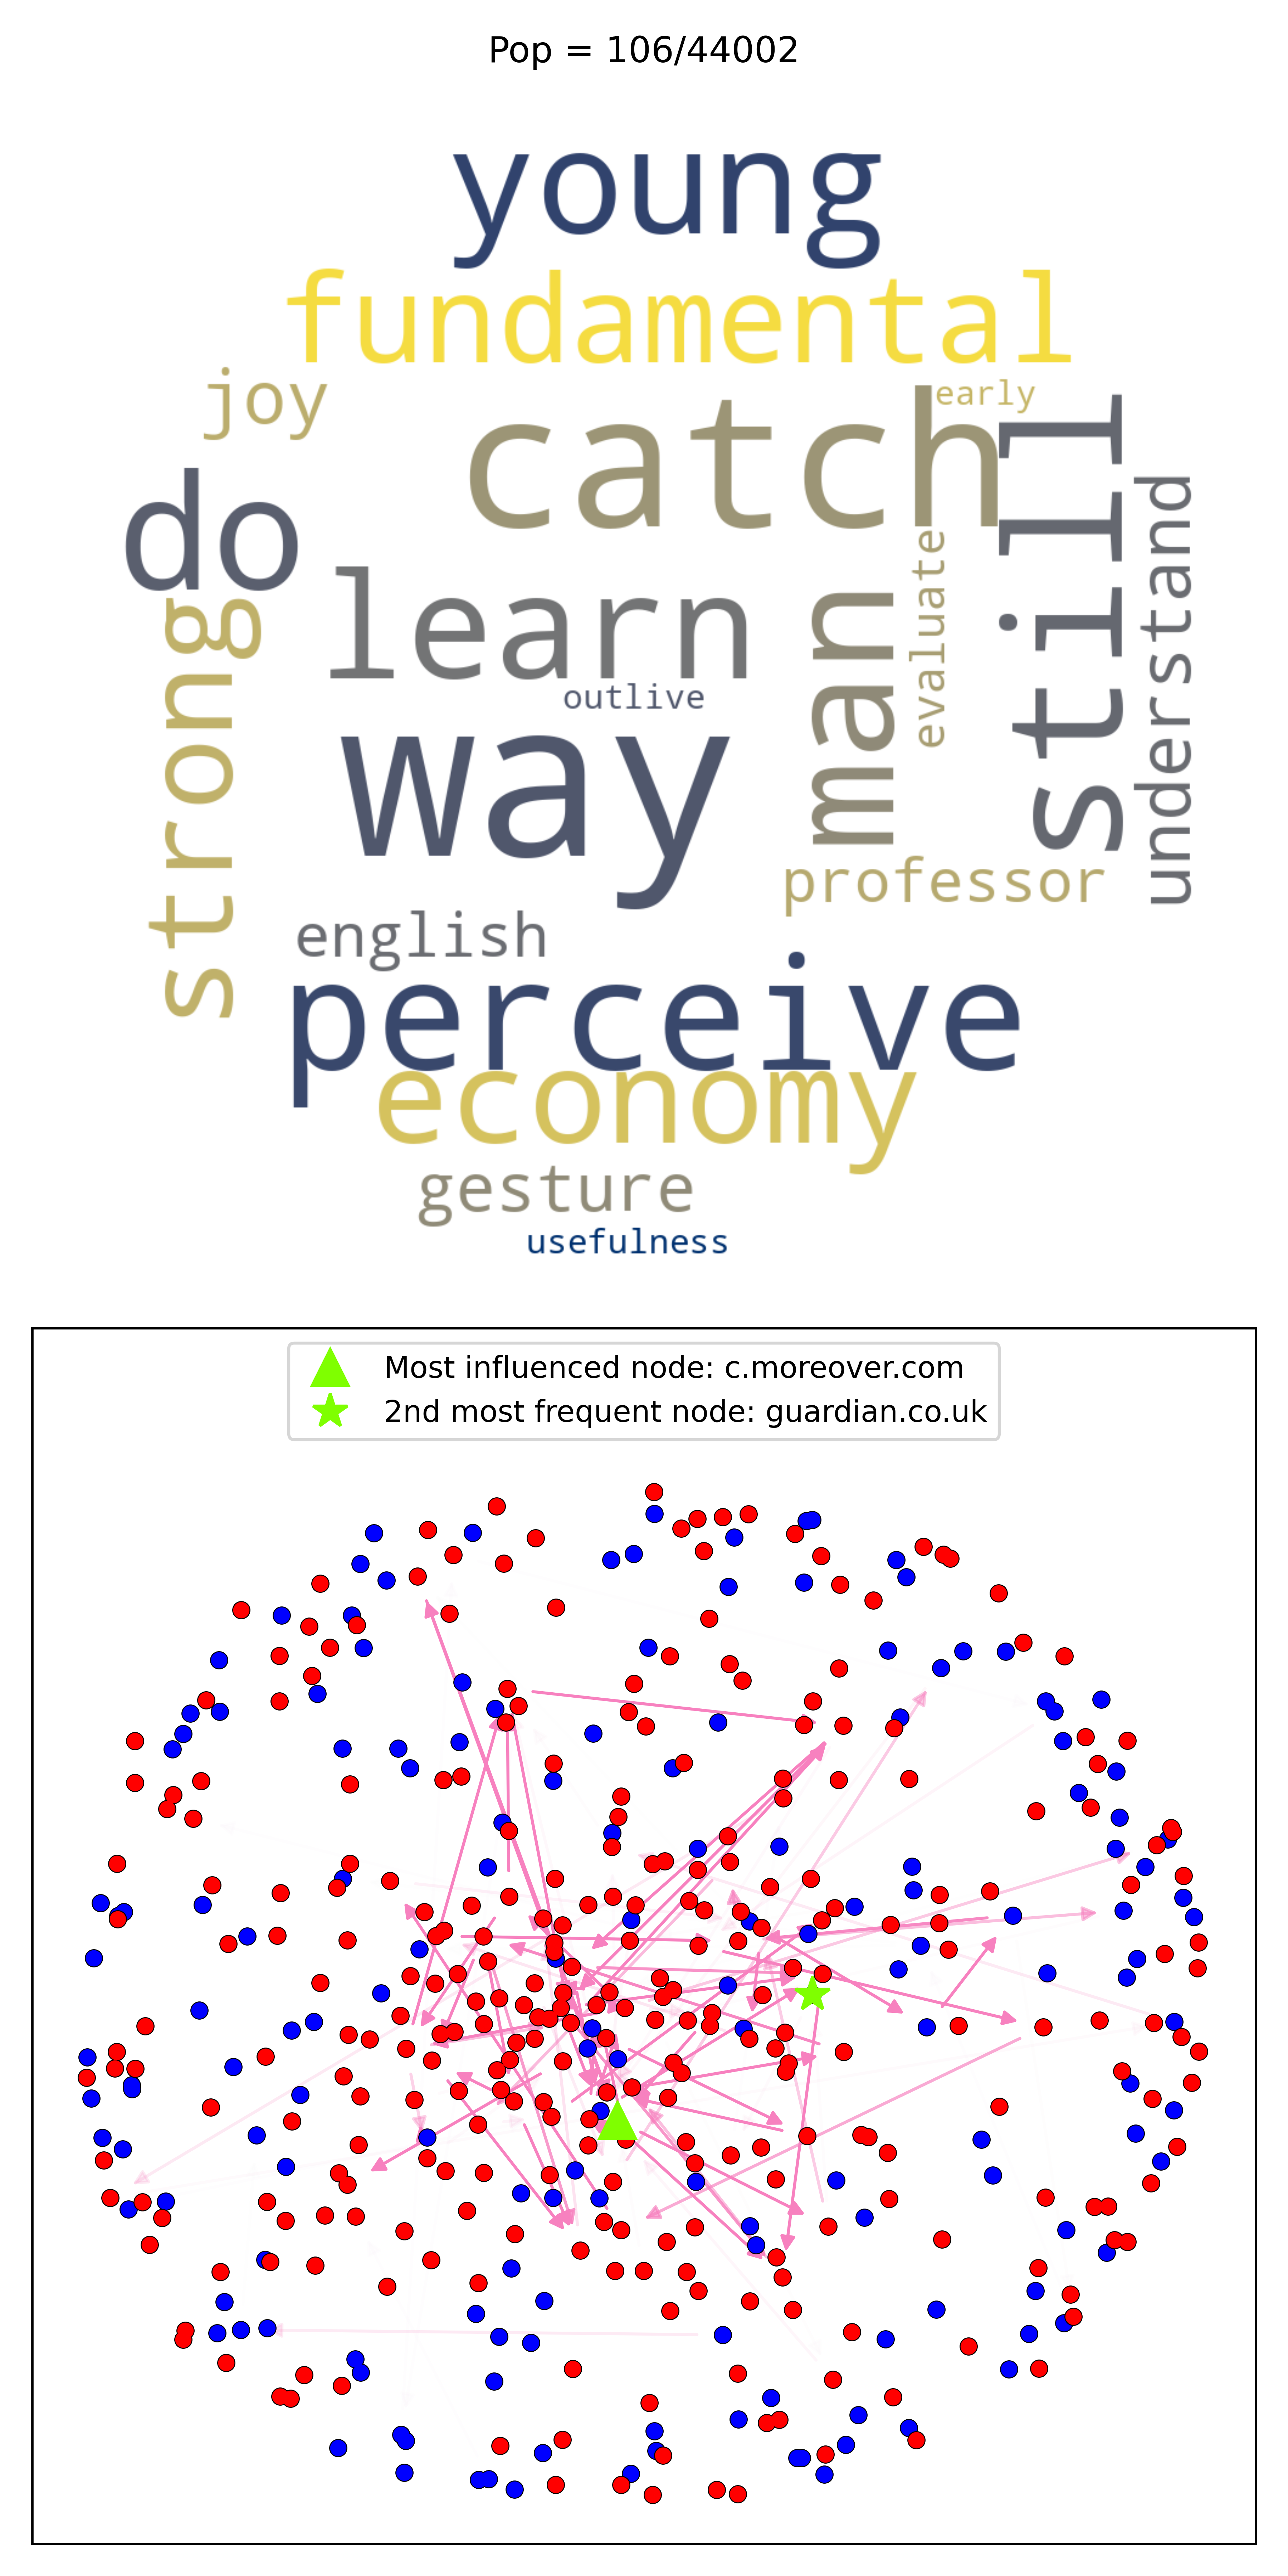 Pop = 106/44002
young
fundamental
joy
early
catch
still
do
understand
evaluate
learn
man
strong
outlive
way
professor
english
perceive
economy
gesture
usefulness
Most influenced node: c.moreover.com
2nd most frequent node: guardian.co.uk